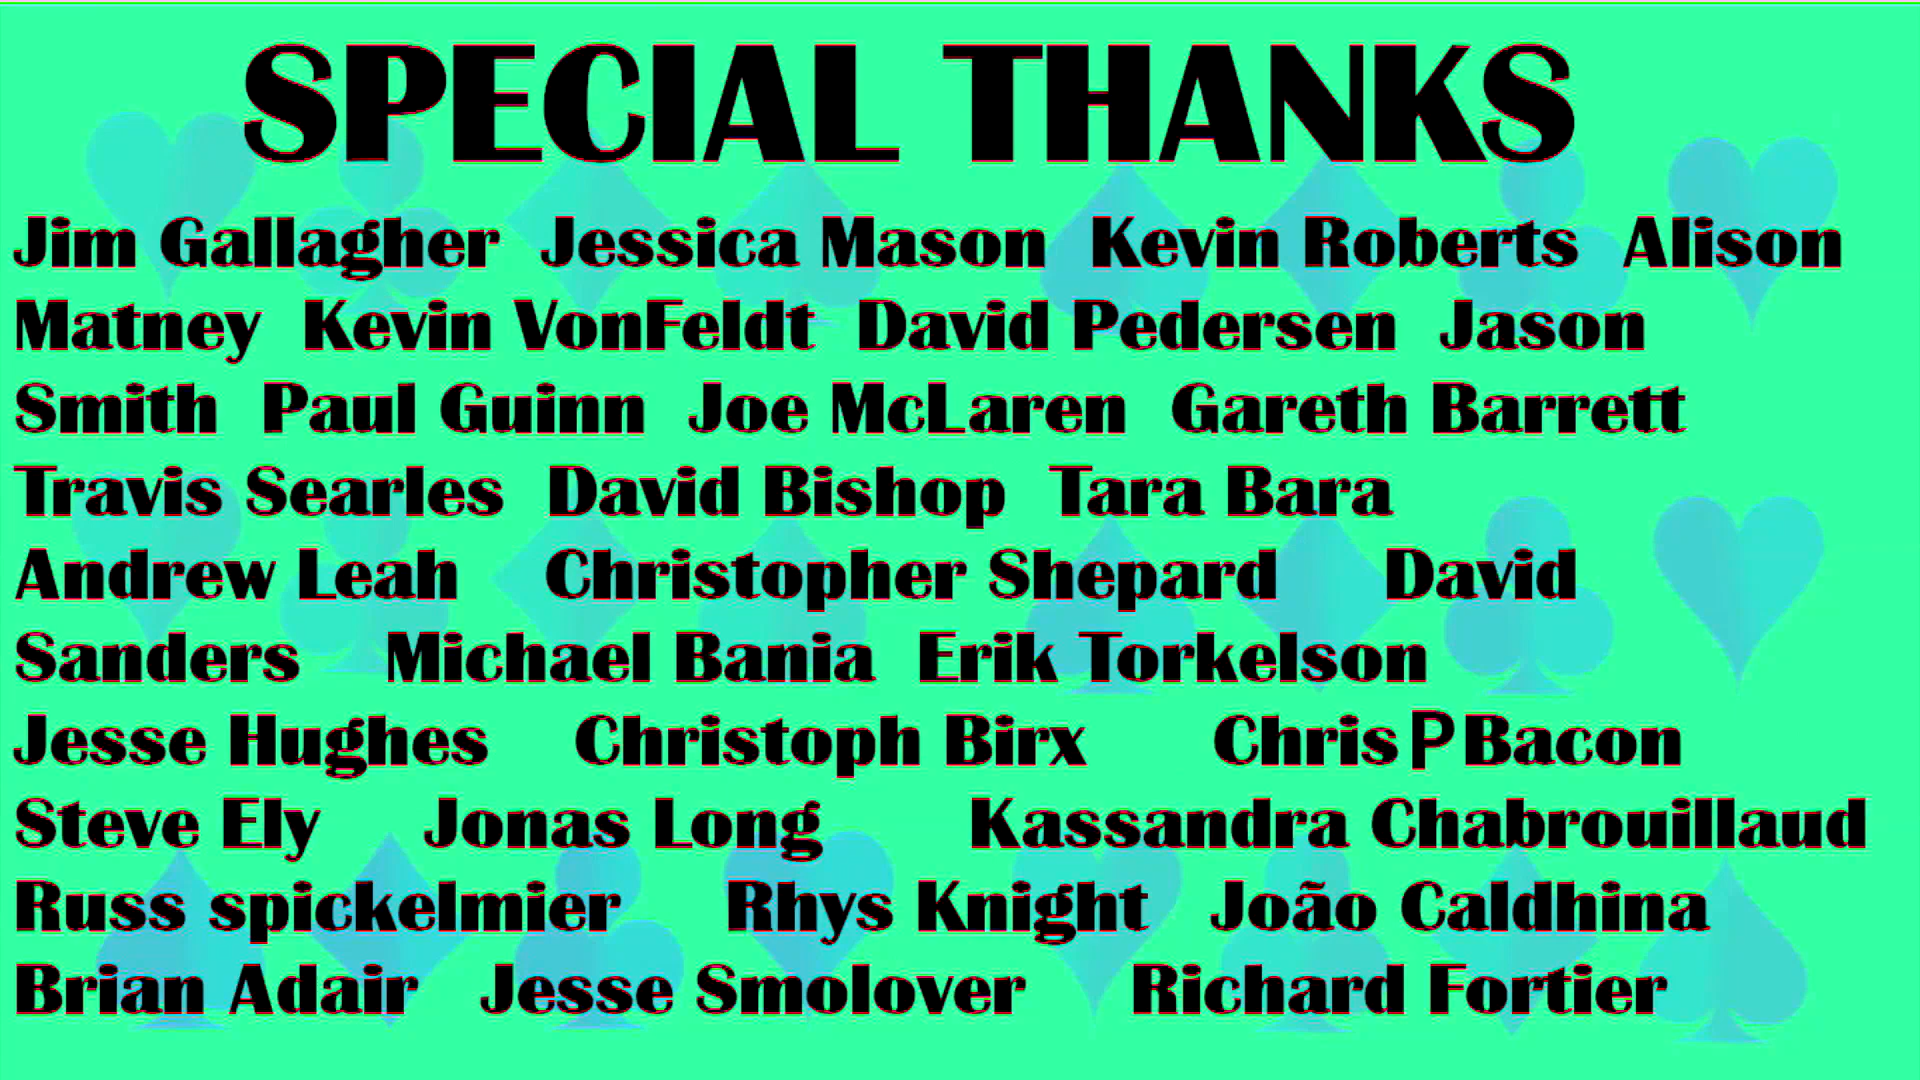 SPECIAL THANKS
Jim Gallagher Jessica Mason Kevin Roberts Alison
Matney Kevin VonFeldt David Pedersen Jason
Smith Paul Guinn Joe McLaren Gareth Barrett
Travis Searles David Bishop Tara Bara
Andrew Leah Christopher Shepard David
Sanders Michael Bania Erik Torkelson
Jesse Hughes Christoph Birx Chris P Bacon
Steve Ely Jonas Long Kassandra Chabrouillaud
Russ spickelmier Rhys Knight João Caldhina
Brian Adair Jesse Smolover Richard Fortier